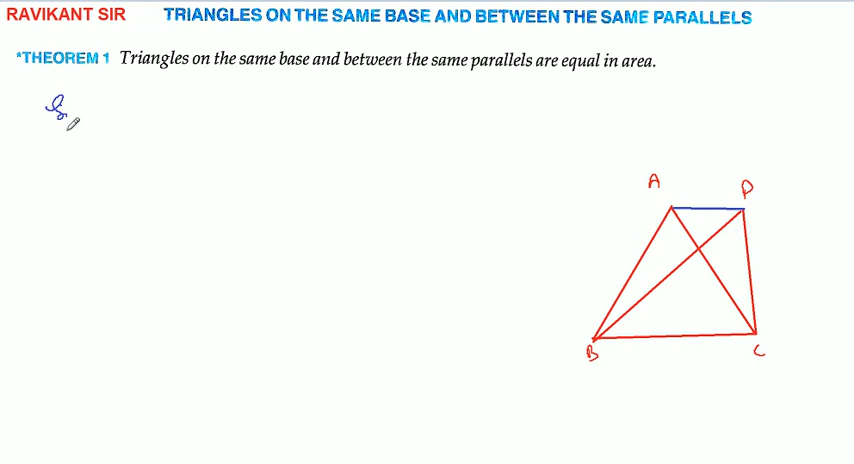 RAVIKANT SIR TRIANGLES ON THE SAME BASE AND BETWEEN THE SAME PARALLELS
*THEOREM 1 Triangles on the same base and between the same parallels are equal in area.
A P
B C